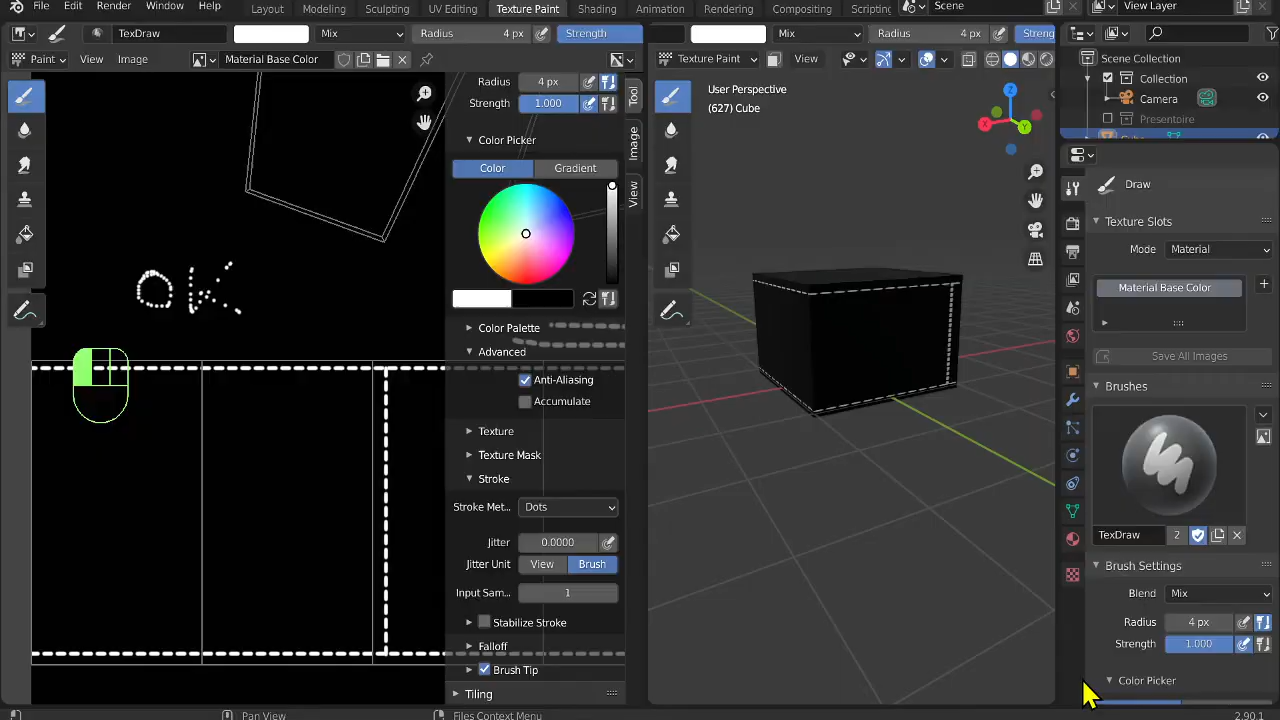 File Edit Render Window Help Layout Modeling Sculpting UV Editing Texture Paint Shading Animation Rendering Compositing Scripting Scene View Layer
TexDraw Mix Radius 4 px Strength Mix Radius 4 px Streng
Paint View Image Material Base Color Texture Paint View Scene Collection
Collection
Camera
Presentoire
Radius 4 px
Strength 1.000
Color Picker
Color Gradient
Color Palette
Advanced
Anti-Aliasing
Accumulate
Texture
Texture Mask
Stroke
Stroke Met... Dots
Jitter 0.0000
Jitter Unit View Brush
Input Sam... 1
Stabilize Stroke
Falloff
Brush Tip
Tiling
Tool
Image
View
OK
User Perspective
(627) Cube
Z
X
Y
Draw
Texture Slots
Mode Material
Material Base Color
Save All Images
Brushes
TexDraw 2
Brush Settings
Blend Mix
Radius 4 px
Strength 1.000
Color Picker
Pan View Files Context Menu 2.90.1